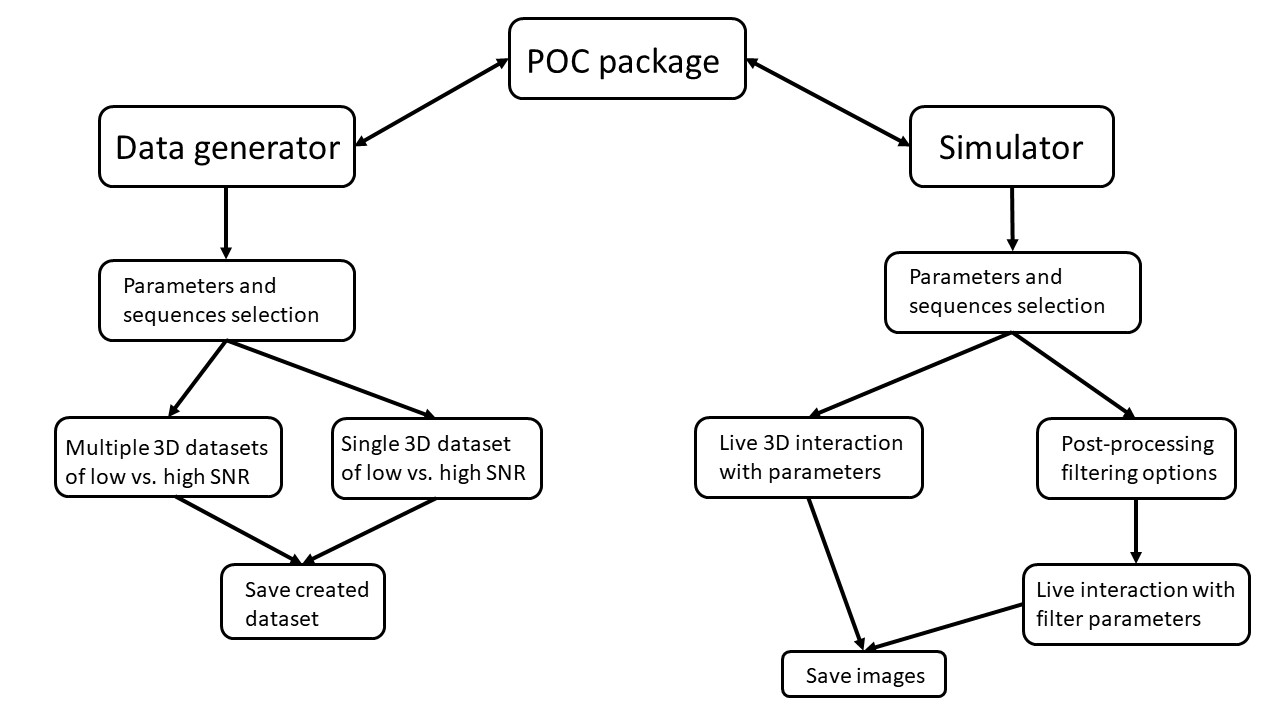 POC package
Data generator
Simulator
Parameters and
sequences selection
Parameters and
sequences selection
Multiple 3D datasets
of low vs. high SNR
Single 3D dataset
of low vs. high SNR
Live 3D interaction
with parameters
Post-processing
filtering options
Save created
dataset
Live interaction with
filter parameters
Save images